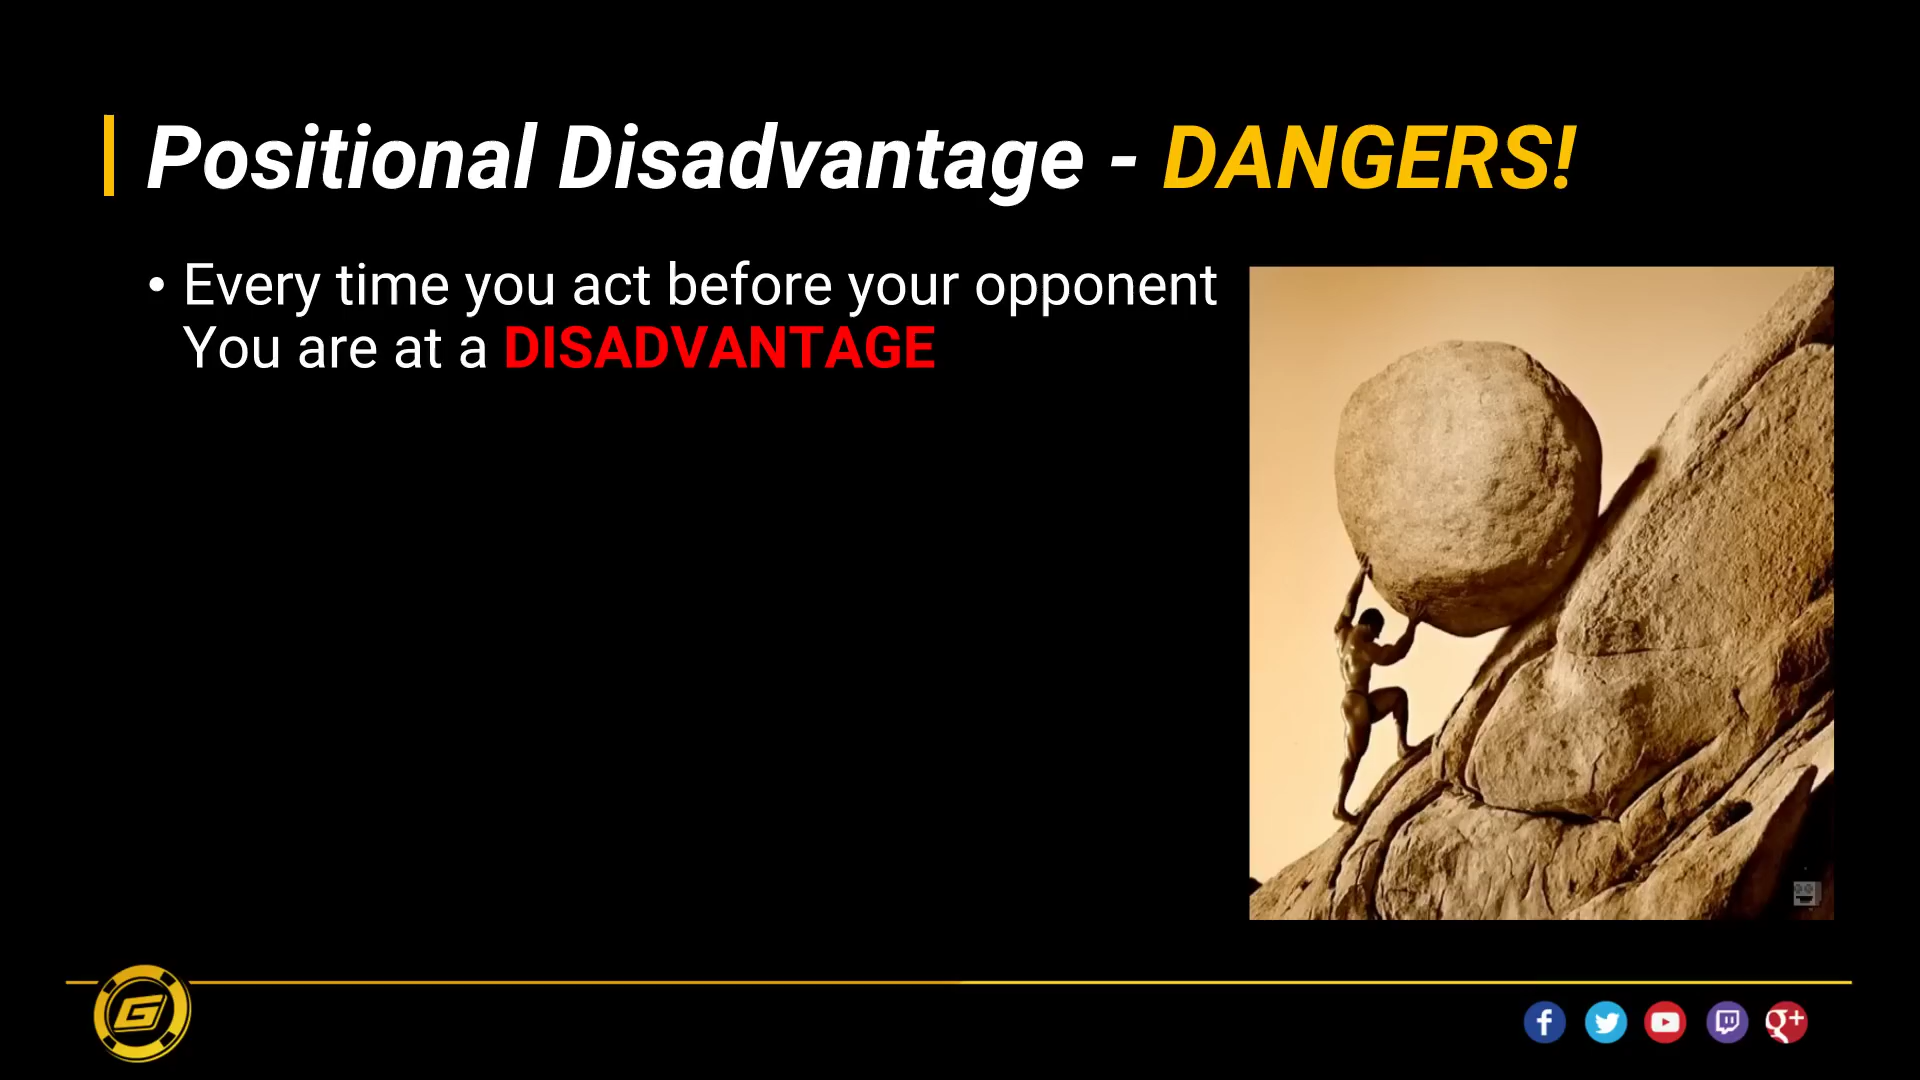 Positional Disadvantage - DANGERS!
• Every time you act before your opponent
You are at a DISADVANTAGE
G
f
g+